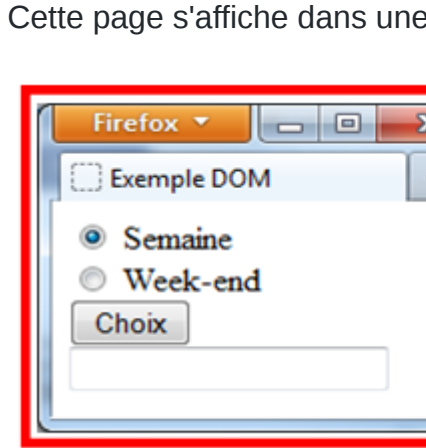 Cette page s'affiche dans une
Firefox
Exemple DOM
Semaine
Week-end
Choix